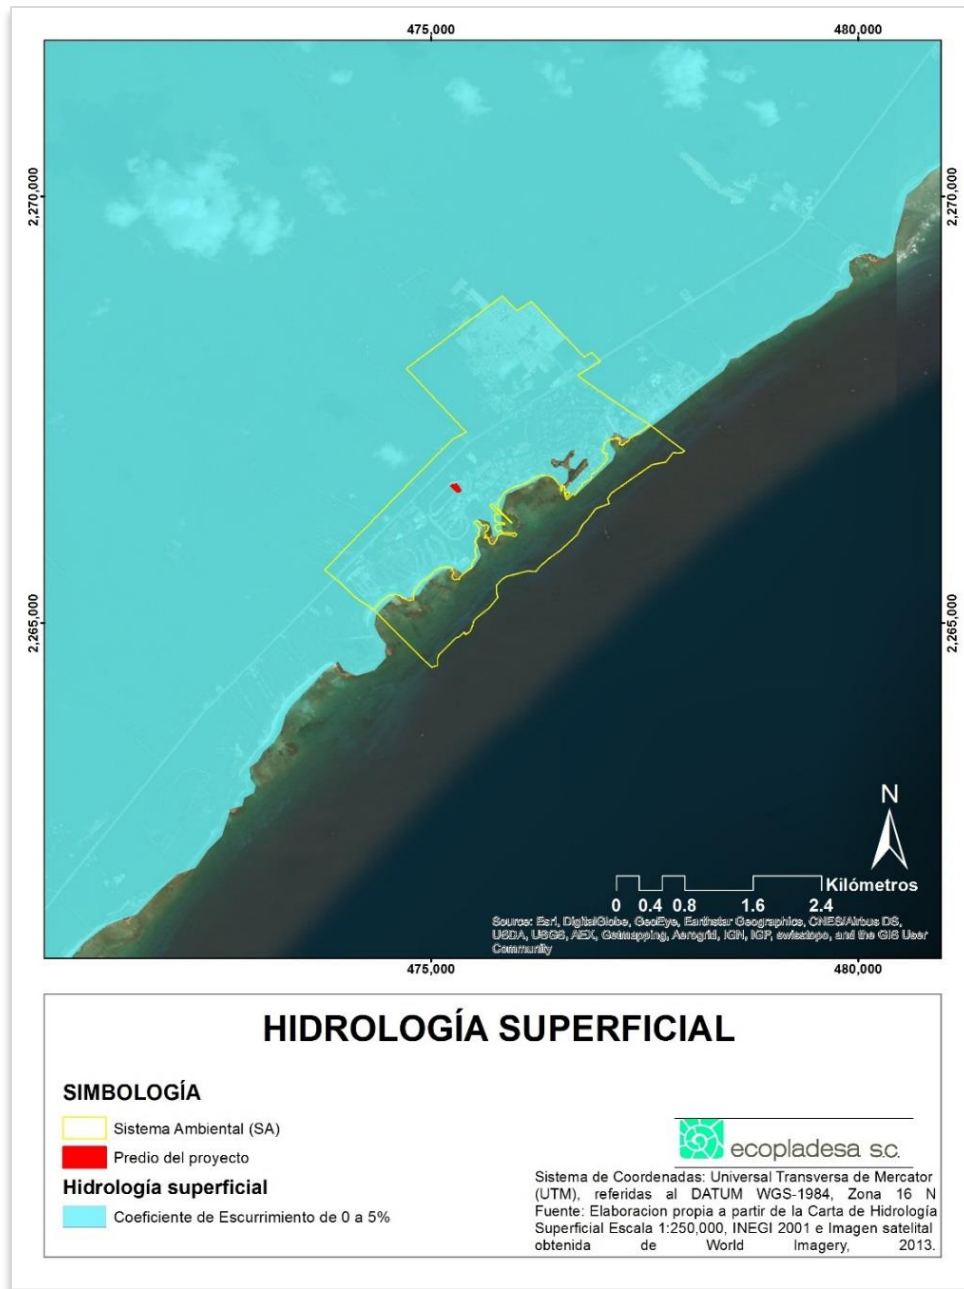 475,000
480,000
2,270,000
2,270,000
2,265,000
2,265,000
N
Kilómetros
0 0.4 0.8 1.6 2.4
Source: Esri, DigitalGlobe, GeoEye, Earthstar Geographics, CNES/Airbus DS,
USDA, USGS, AEX, Getmapping, Aerogrid, IGN, IGP, swisstopo, and the GIS User
Community
475,000
480,000
HIDROLOGÍA SUPERFICIAL
SIMBOLOGÍA
Sistema Ambiental (SA)
Predio del proyecto
Hidrología superficial
Coeficiente de Escurrimiento de 0 a 5%
ecopladesa s.c.
Sistema de Coordenadas: Universal Transversa de Mercator
(UTM), referidas al DATUM WGS-1984, Zona 16 N
Fuente: Elaboracion propia a partir de la Carta de Hidrología
Superficial Escala 1:250,000, INEGI 2001 e Imagen satelital
obtenida de World Imagery, 2013.